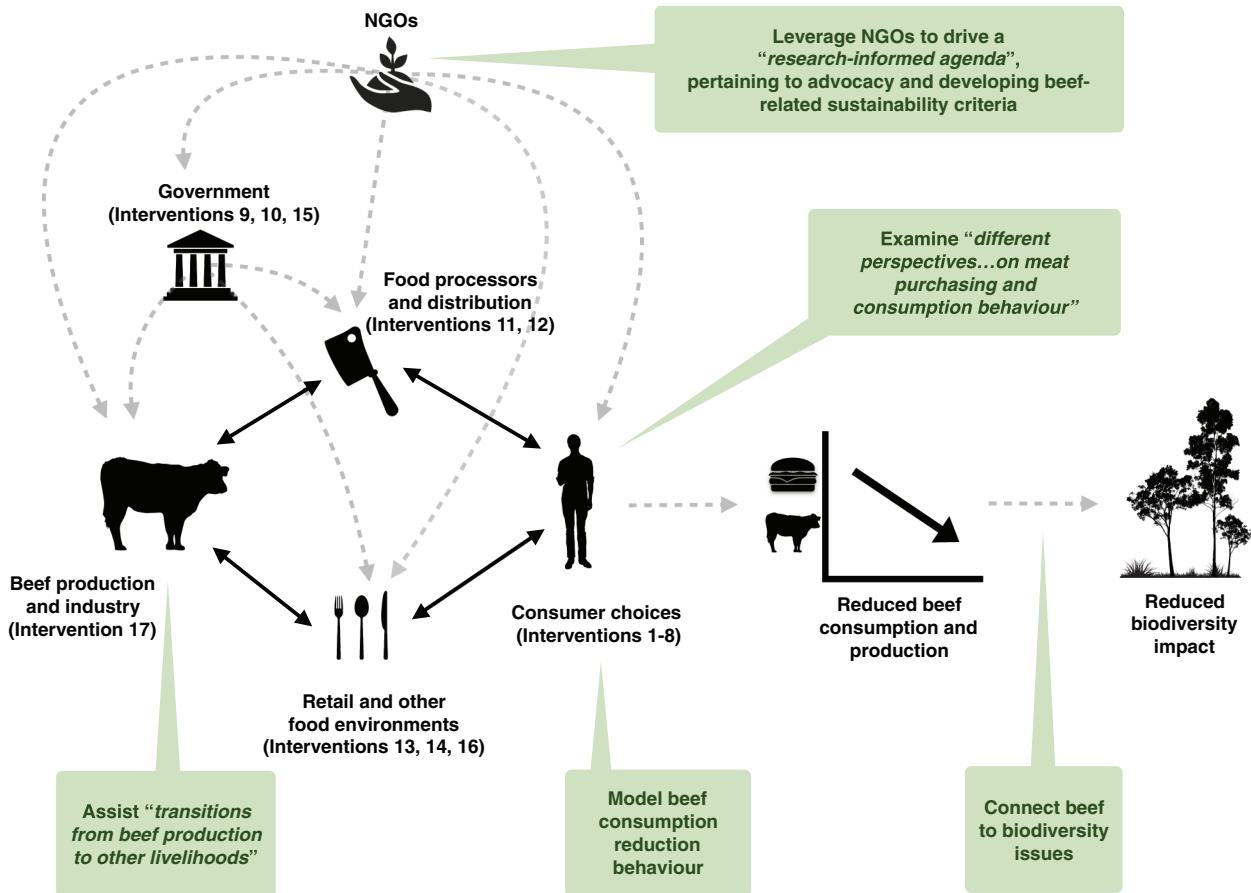 NGOs
Leverage NGOs to drive a
“research-informed agenda”,
pertaining to advocacy and developing beef-
related sustainability criteria
Government
(Interventions 9, 10, 15)
Food processors
and distribution
(Interventions 11, 12)
Examine “different
perspectives...on meat
purchasing and
consumption behaviour”
Beef production
and industry
(Intervention 17)
Retail and other
food environments
(Interventions 13, 14, 16)
Consumer choices
(Interventions 1-8)
Reduced beef
consumption and
production
Reduced
biodiversity
impact
Assist “transitions
from beef production
to other livelihoods”
Model beef
consumption
reduction
behaviour
Connect beef
to biodiversity
issues